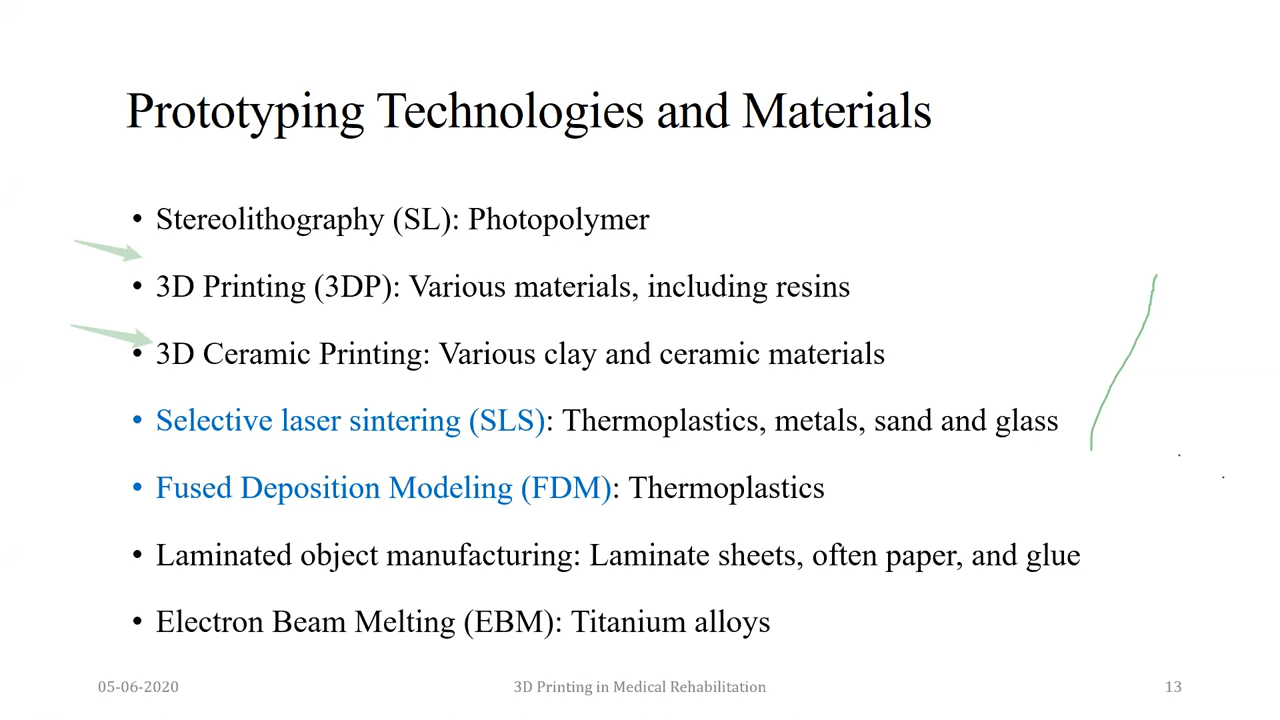 Prototyping Technologies and Materials
• Stereolithography (SL): Photopolymer
• 3D Printing (3DP): Various materials, including resins
• 3D Ceramic Printing: Various clay and ceramic materials
• Selective laser sintering (SLS): Thermoplastics, metals, sand and glass
• Fused Deposition Modeling (FDM): Thermoplastics
• Laminated object manufacturing: Laminate sheets, often paper, and glue
• Electron Beam Melting (EBM): Titanium alloys
05-06-2020 3D Printing in Medical Rehabilitation 13